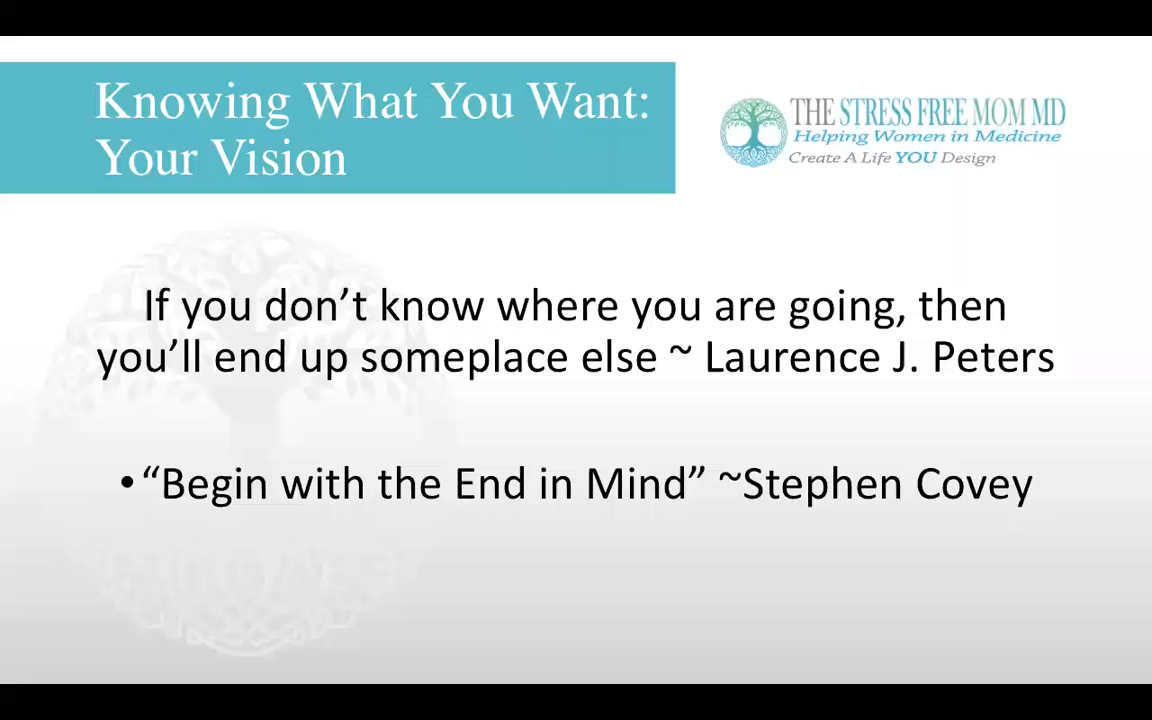 Knowing What You Want:
Your Vision
THE STRESS FREE MOM MD
Helping Women in Medicine
Create A Life YOU Design
If you don’t know where you are going, then
you’ll end up someplace else ~ Laurence J. Peters
•“Begin with the End in Mind” ~Stephen Covey